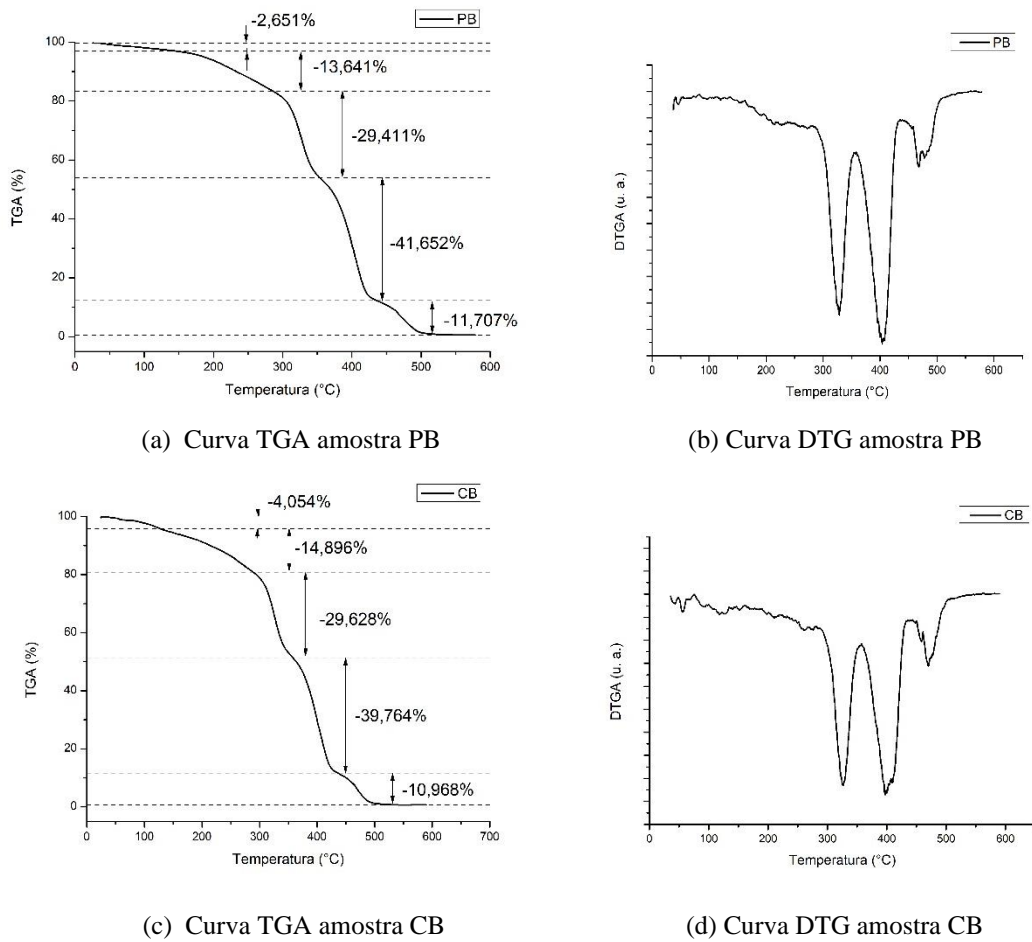 PB
-2,651%
100
-13,641%
80
-29,411%
60
TGA (%)
40
-41,652%
20
-11,707%
0
0 100 200 300 400 500 600
Temperatura (°C)
(a) Curva TGA amostra PB
PB
DTGA (u. a.)
0 100 200 300 400 500 600
Temperatura (°C)
(b) Curva DTG amostra PB
CB
-4,054%
100
-14,896%
80
-29,628%
60
TGA (%)
40
-39,764%
20
-10,968%
0
0 100 200 300 400 500 600 700
Temperatura (°C)
(c) Curva TGA amostra CB
CB
DTGA (u. a.)
0 100 200 300 400 500 600
Temperatura (°C)
(d) Curva DTG amostra CB